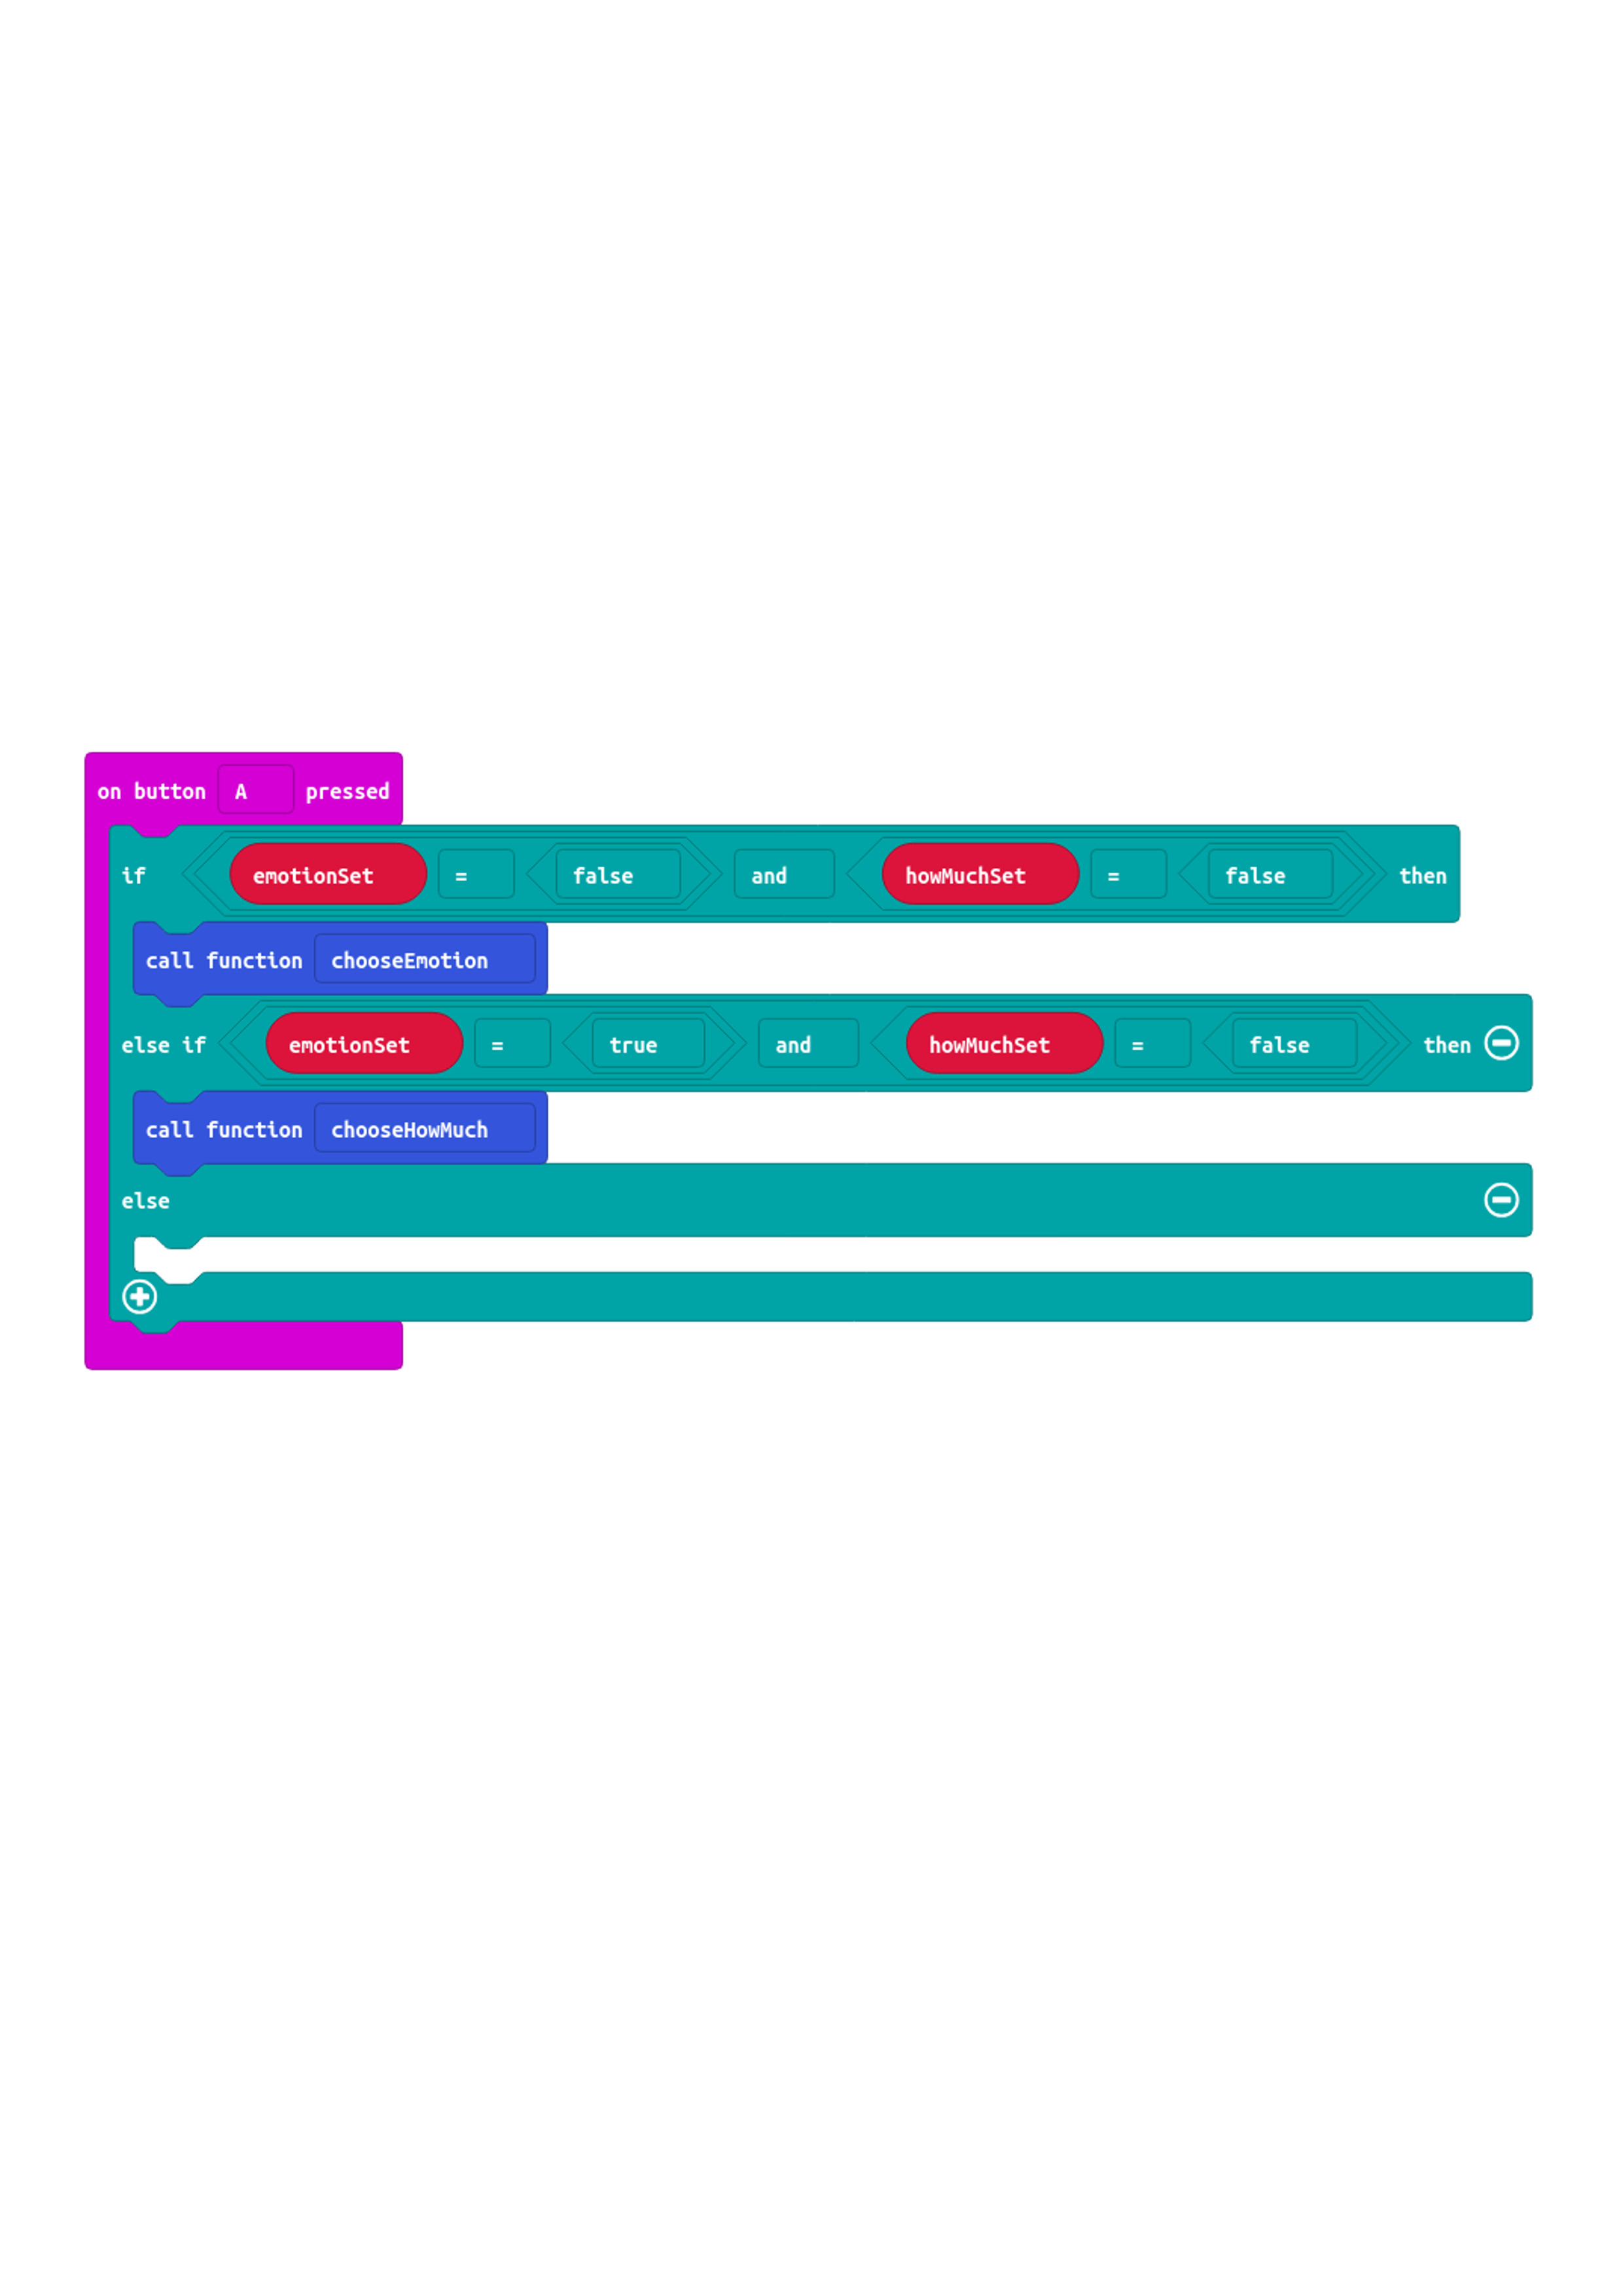 on button A pressed
if emotionSet = false and howMuchSet = false then
call function chooseEmotion
else if emotionSet = true and howMuchSet = false then
call function chooseHowMuch
else